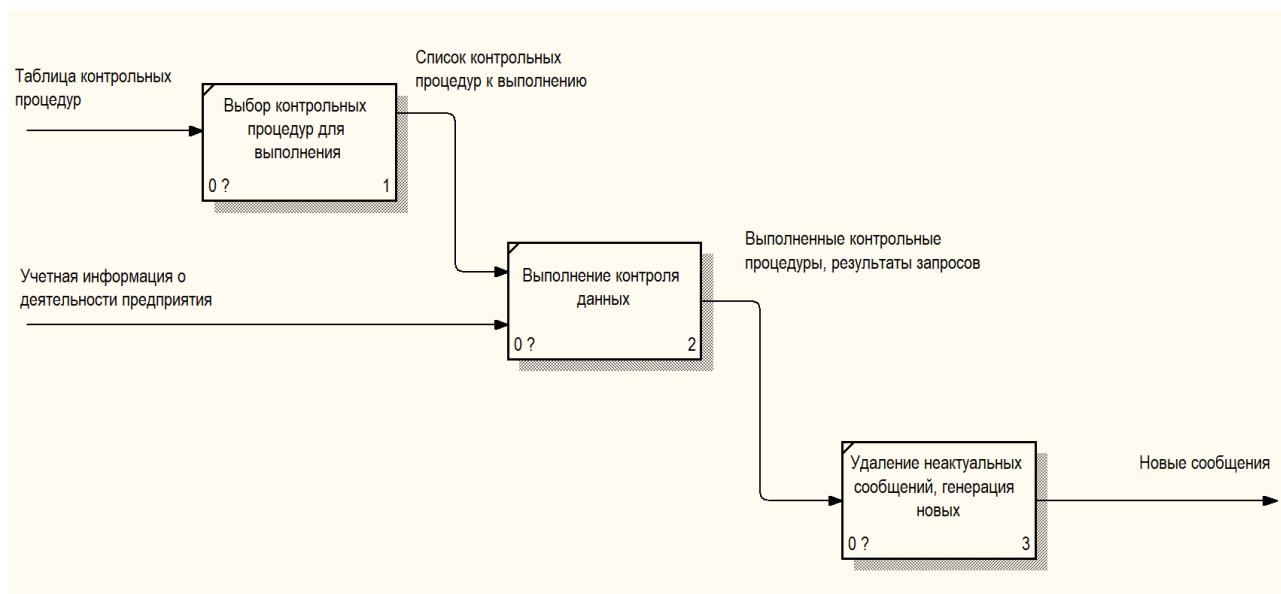 Таблица контрольных
процедур
Список контрольных
процедур к выполнению
Выбор контрольных
процедур для
выполнения
0 ?
1
Учетная информация о
деятельности предприятия
Выполнение контроля
данных
0 ?
2
Выполненные контрольные
процедуры, результаты запросов
Удаление неактуальных
сообщений, генерация
новых
0 ?
3
Новые сообщения